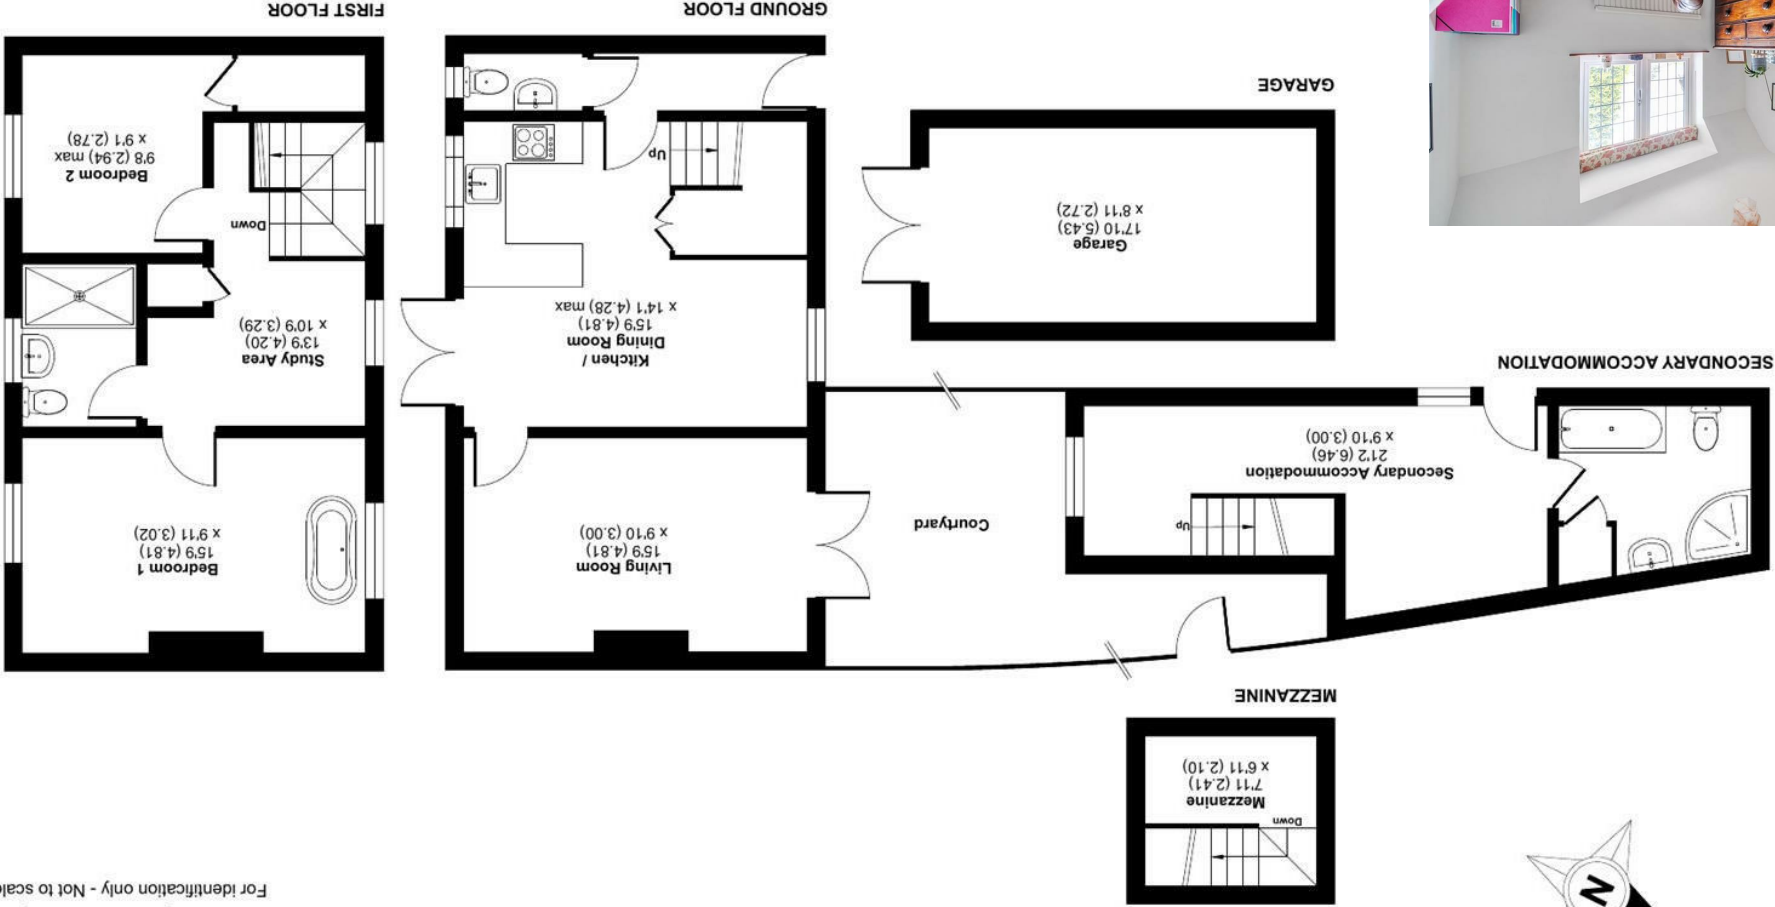 For identification only - Not to scale
N
Down
Mezzanine
7'11 (2.41)
x 6'11 (2.10)
MEZZANINE
Secondary Accommodation
21'2 (6.46)
x 9'10 (3.00)
Up
SECONDARY ACCOMMODATION
Courtyard
Garage
17'10 (5.43)
x 8'11 (2.72)
GARAGE
Living Room
15'9 (4.81)
x 9'10 (3.00)
Kitchen /
Dining Room
15'9 (4.81)
x 14'1 (4.28) max
Up
GROUND FLOOR
Bedroom 1
15'9 (4.81)
x 9'11 (3.02)
Study Area
13'9 (4.20)
x 10'9 (3.29)
Down
Bedroom 2
9'8 (2.94) max
x 9'1 (2.78)
FIRST FLOOR